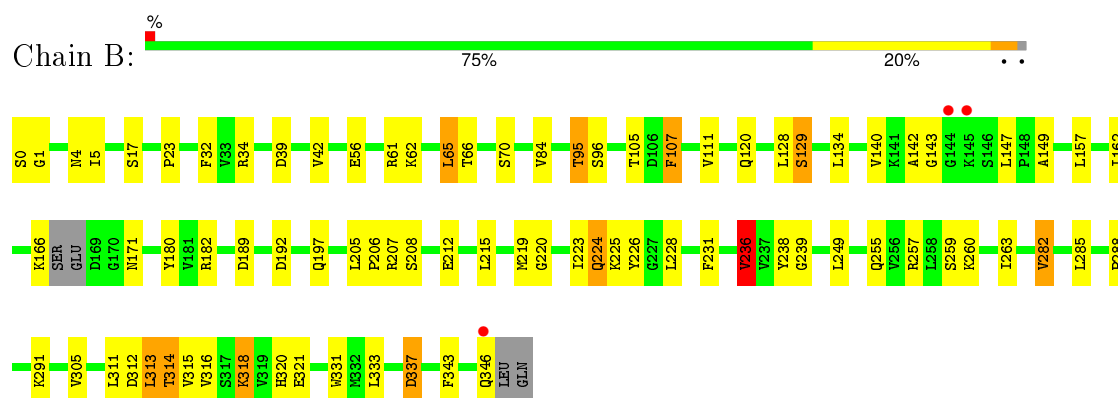 %
Chain B:
75% 20% • •
S0 G1 N4 I5 S17 P23 F32 V33 R34 D39 V42 E56 R61 K62 L65 T66 S70 V84 T95 S96 T105 D106 F107 V111 Q120 L128 S129 L134 V140 K141 A142 G143 G144 K145 S146 L147 P148 A149 L157
K166 SER GLU D169 G170 N171 Y180 V181 R182 D189 D192 Q197 L205 P206 R207 S208 E212 L215 M219 G220 I223 Q224 K225 Y226 G227 L228 F231 V236 V237 Y238 G239 L249 Q255 V256 R257 L258 S259 K260 I263 V282 L285
K291 V305 L311 D312 L313 T314 V315 V316 S317 K318 V319 H320 E321 W331 M332 L333 D337 F343 Q346 LEU GLN